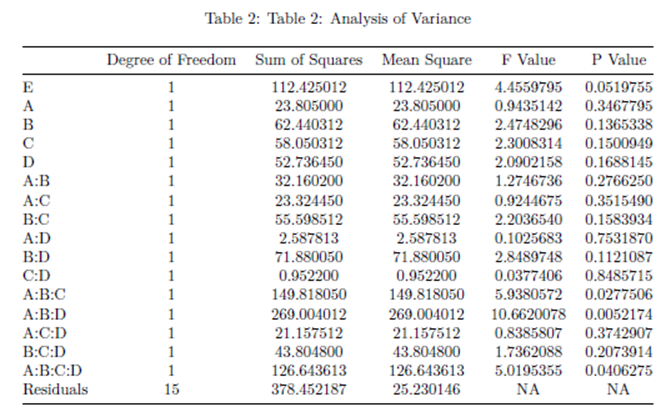 Table 2: Table 2: Analysis of Variance
Degree of Freedom Sum of Squares Mean Square F Value P Value
E 1 112.425012 112.425012 4.4559795 0.0519755
A 1 23.805000 23.805000 0.9435142 0.3467795
B 1 62.440312 62.440312 2.4748296 0.1365338
C 1 58.050312 58.050312 2.3008314 0.1500949
D 1 52.736450 52.736450 2.0902158 0.1688145
A:B 1 32.160200 32.160200 1.2746736 0.2766250
A:C 1 23.324450 23.324450 0.9244675 0.3515490
B:C 1 55.598512 55.598512 2.2036540 0.1583934
A:D 1 2.587813 2.587813 0.1025683 0.7531870
B:D 1 71.880050 71.880050 2.8489748 0.1121087
C:D 1 0.952200 0.952200 0.0377406 0.8485715
A:B:C 1 149.818050 149.818050 5.9380572 0.0277506
A:B:D 1 269.004012 269.004012 10.6620078 0.0052174
A:C:D 1 21.157512 21.157512 0.8385807 0.3742907
B:C:D 1 43.804800 43.804800 1.7362088 0.2073914
A:B:C:D 1 126.643613 126.643613 5.0195355 0.0406275
Residuals 15 378.452187 25.230146 NA NA